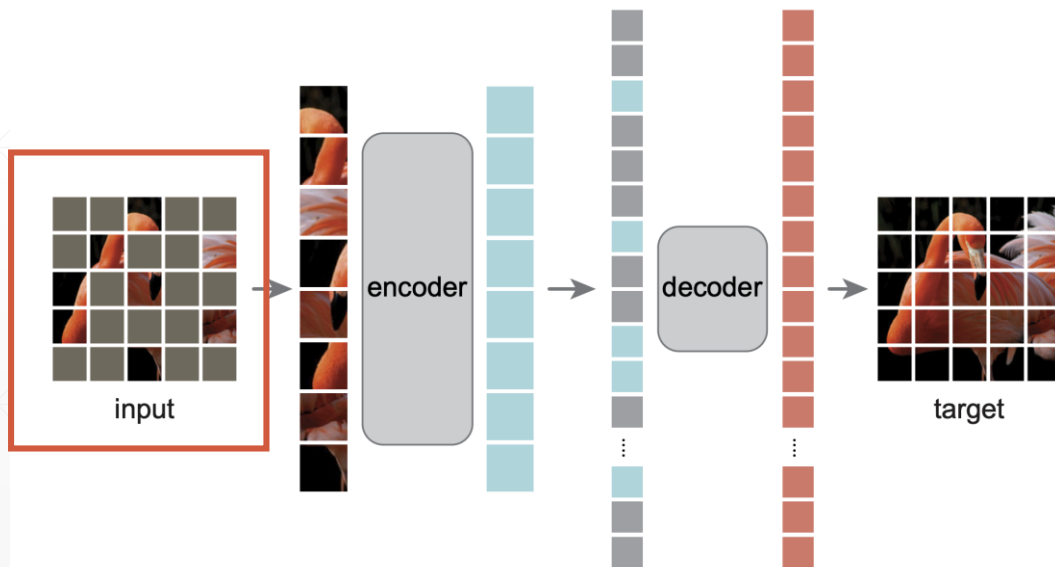 input
encoder
decoder
target